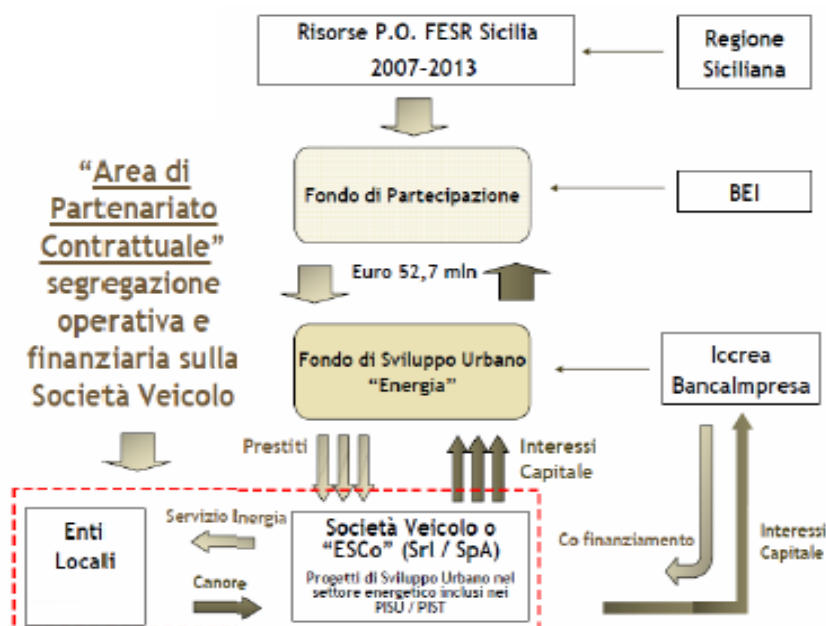 Risorse P.O. FESR Sicilia
2007-2013
Regione
Siciliana
Fondo di Partecipazione
BEI
"Area di
Partenariato
Contrattuale"
segregazione
operativa e
finanziaria sulla
Società Veicolo
Euro 52,7 mln
Fondo di Sviluppo Urbano
"Energia"
Iccrea
BancaImpresa
Prestiti
Interessi
Capitale
Enti
Locali
Servizio Energia
Canore
Società Veicolo o
"ESCo" (Srl / SpA)
Progetti di Sviluppo Urbano nel
settore energetico inclusi nei
PISU / PIST
Co finanziamento
Interessi
Capitale